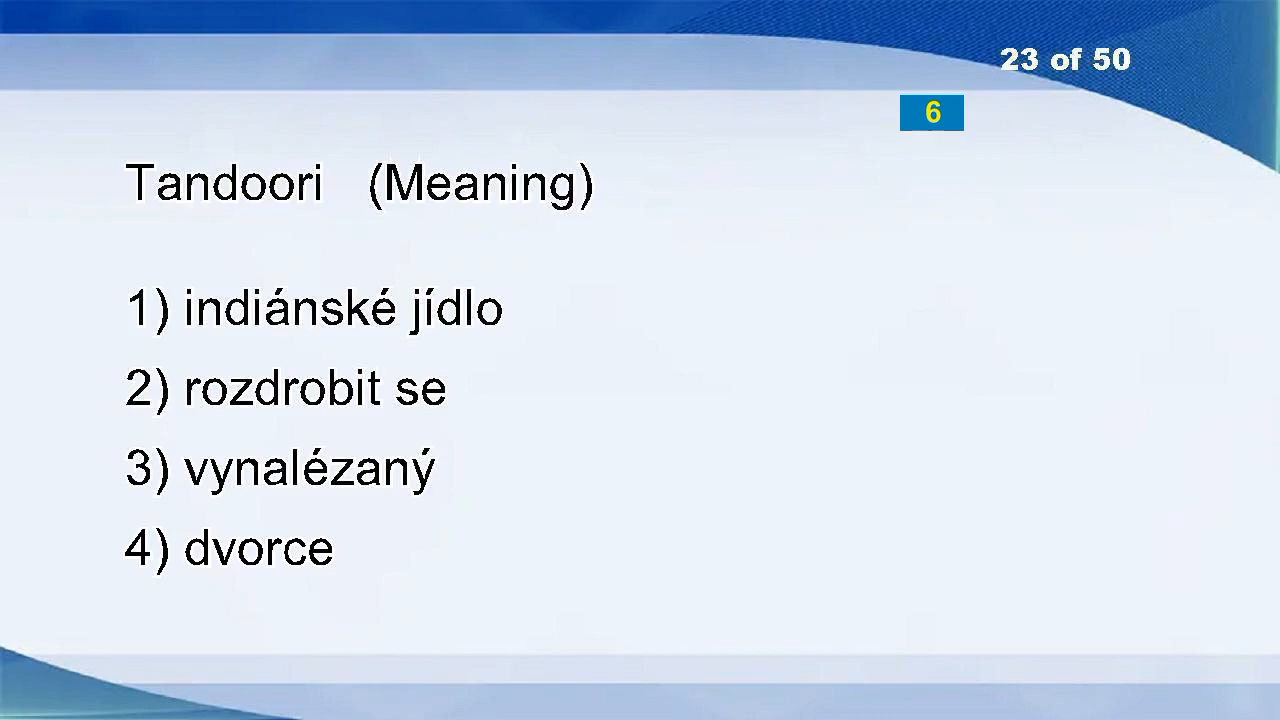 23 of 50
6
Tandoori (Meaning)
1) indiánské jídlo
2) rozdrobit se
3) vynalézaný
4) dvorce